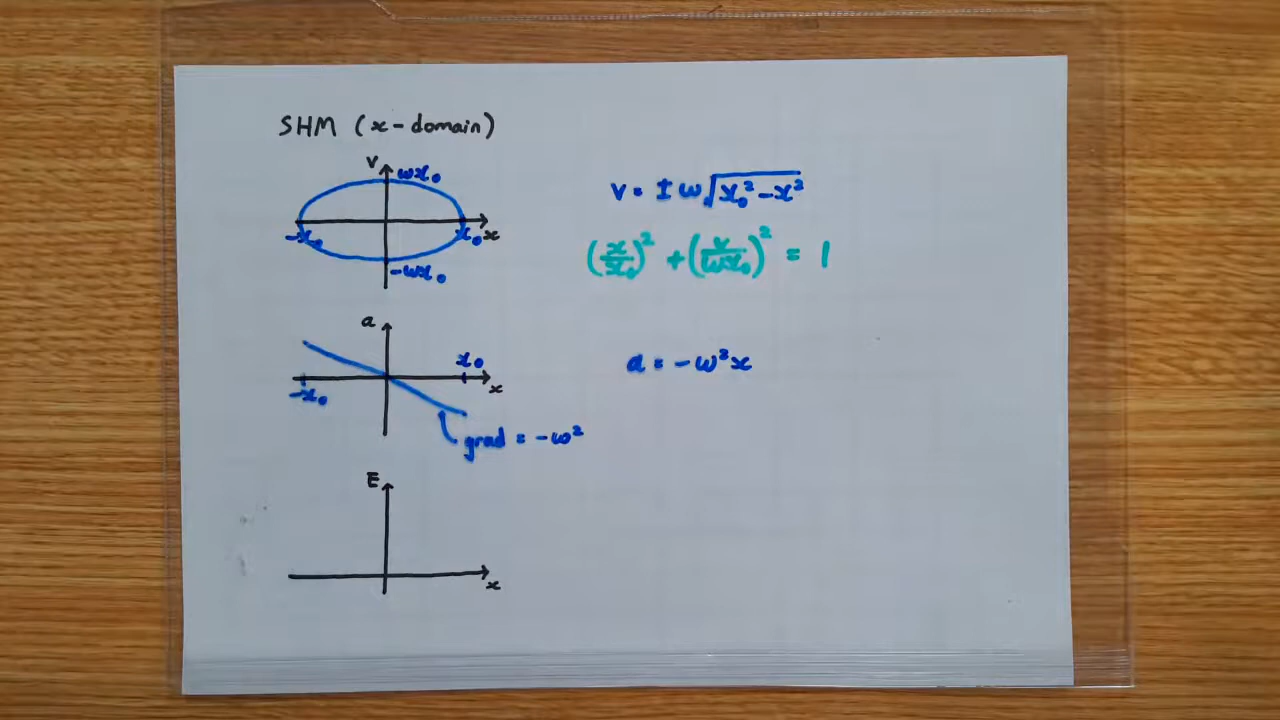 SHM (x-domain)
v
ωx₀
-x₀
x₀
x
-ωx₀
v = ±ω√(x₀² - x²)
(x/x₀)² + (v/ωx₀)² = 1
a
x₀
-x₀
x
grad = -ω²
a = -ω²x
E
x